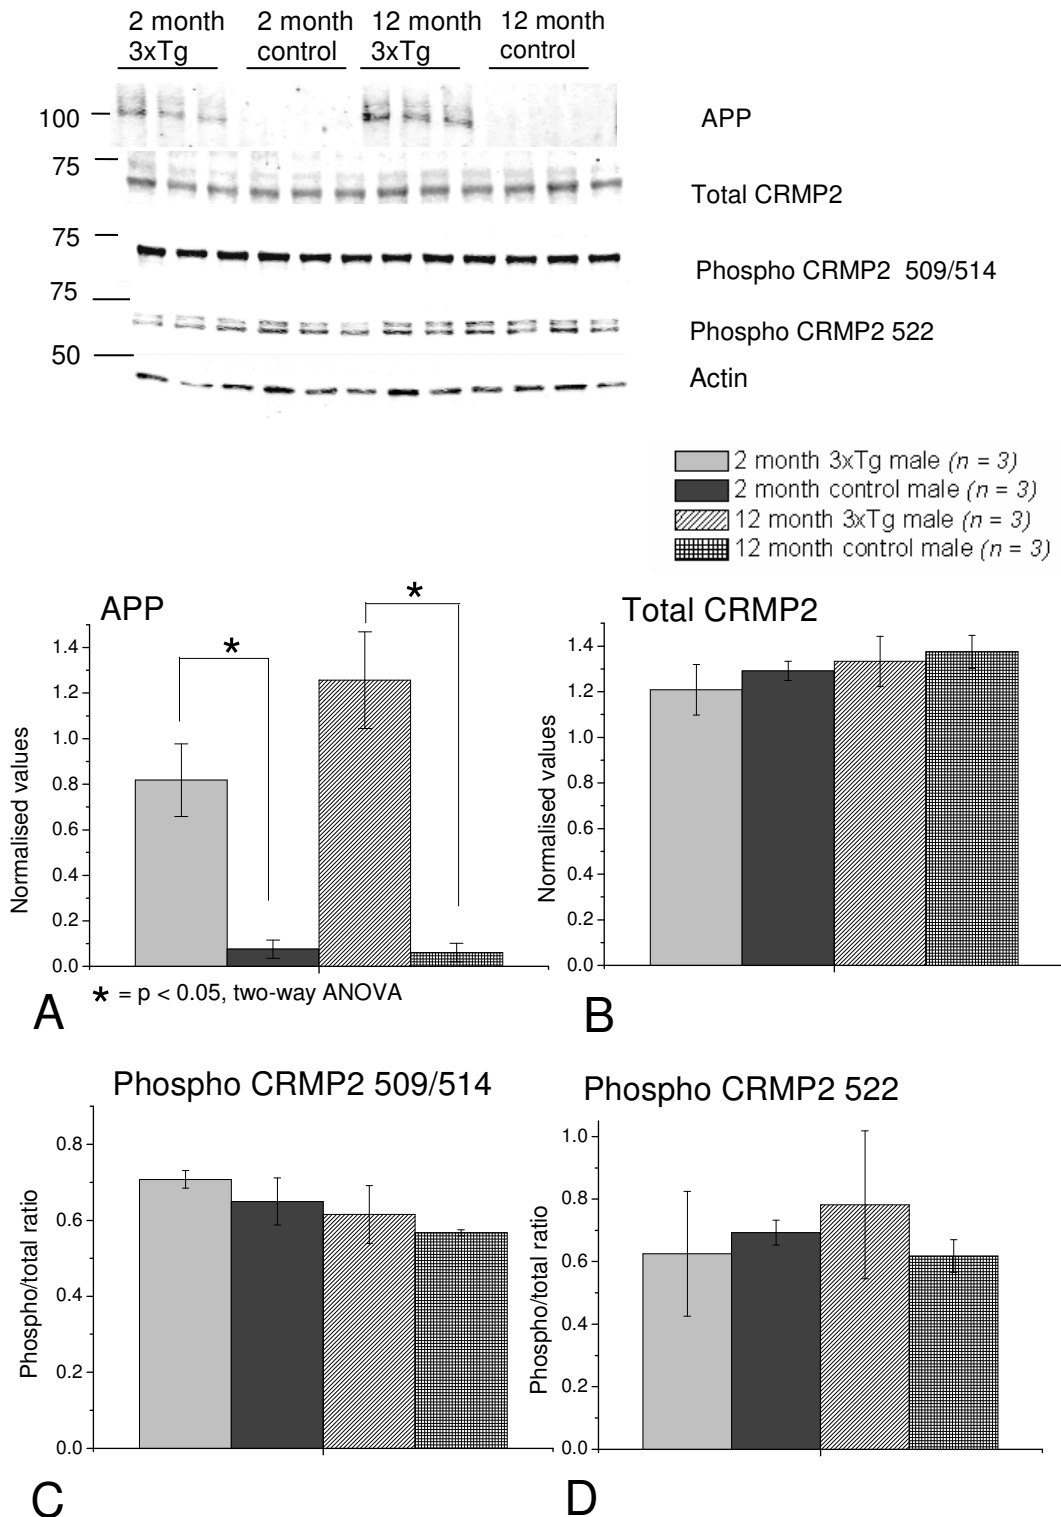 2 month 2 month 12 month 12 month
3xTg control 3xTg control
100 APP
75
Total CRMP2
75
Phospho CRMP2 509/514
75
Phospho CRMP2 522
50
Actin
2 month 3xTg male (n = 3)
2 month control male (n = 3)
12 month 3xTg male (n = 3)
12 month control male (n = 3)
APP
*
*
1.4
1.2
1.0
0.8
0.6
0.4
0.2
0.0
Normalised values
* = p < 0.05, two-way ANOVA
A
Total CRMP2
1.4
1.2
1.0
0.8
0.6
0.4
0.2
0.0
Normalised values
B
Phospho CRMP2 509/514
0.8
0.6
0.4
0.2
0.0
Phospho/total ratio
C
Phospho CRMP2 522
1.0
0.8
0.6
0.4
0.2
0.0
Phospho/total ratio
D